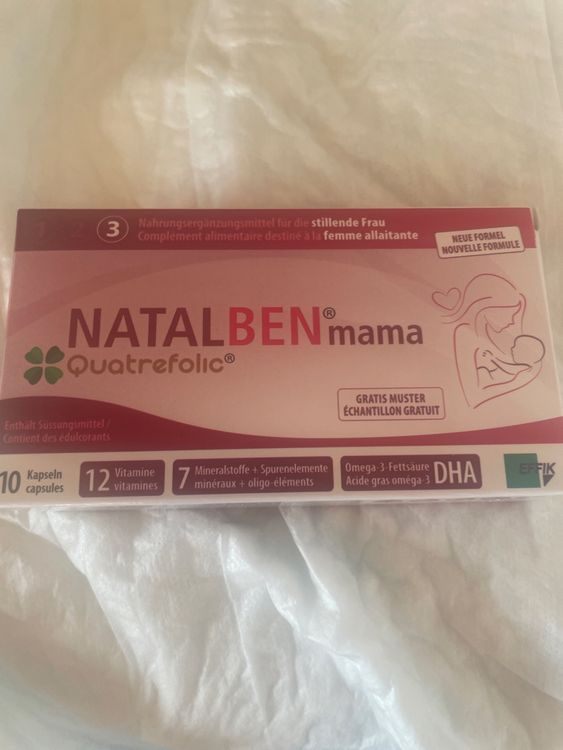 3
Nahrungsergänzungsmittel für die stillende Frau
Complement alimentaire destiné à la femme allaitante
NEUE FORMEL
NOUVELLE FORMULE
NATALBEN® mama
Quatrefolic®
GRATIS MUSTER
ÉCHANTILLON GRATUIT
Enthält Süssungsmittel /
Contient des édulcorants
10 Kapseln
capsules
12 Vitamine
vitamines
7 Mineralstoffe + Spurenelemente
minéraux + oligo-éléments
Omega-3-Fettsäure
Acide gras oméga-3 DHA
EFFIK